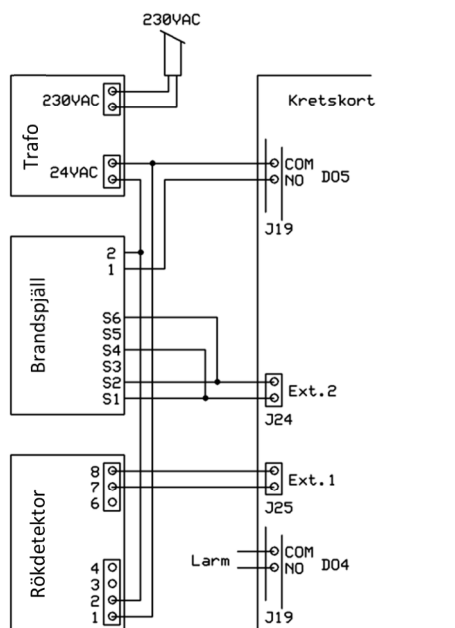 230VAC
Kretskort
Trafo
230VAC
24VAC
COM
NO
DO5
J19
Brandspjäll
2
1
S6
S5
S4
S3
S2
S1
Ext.2
J24
Rökdetektor
8
7
6
Ext.1
J25
4
3
2
1
Larm
COM
NO
DO4
J19